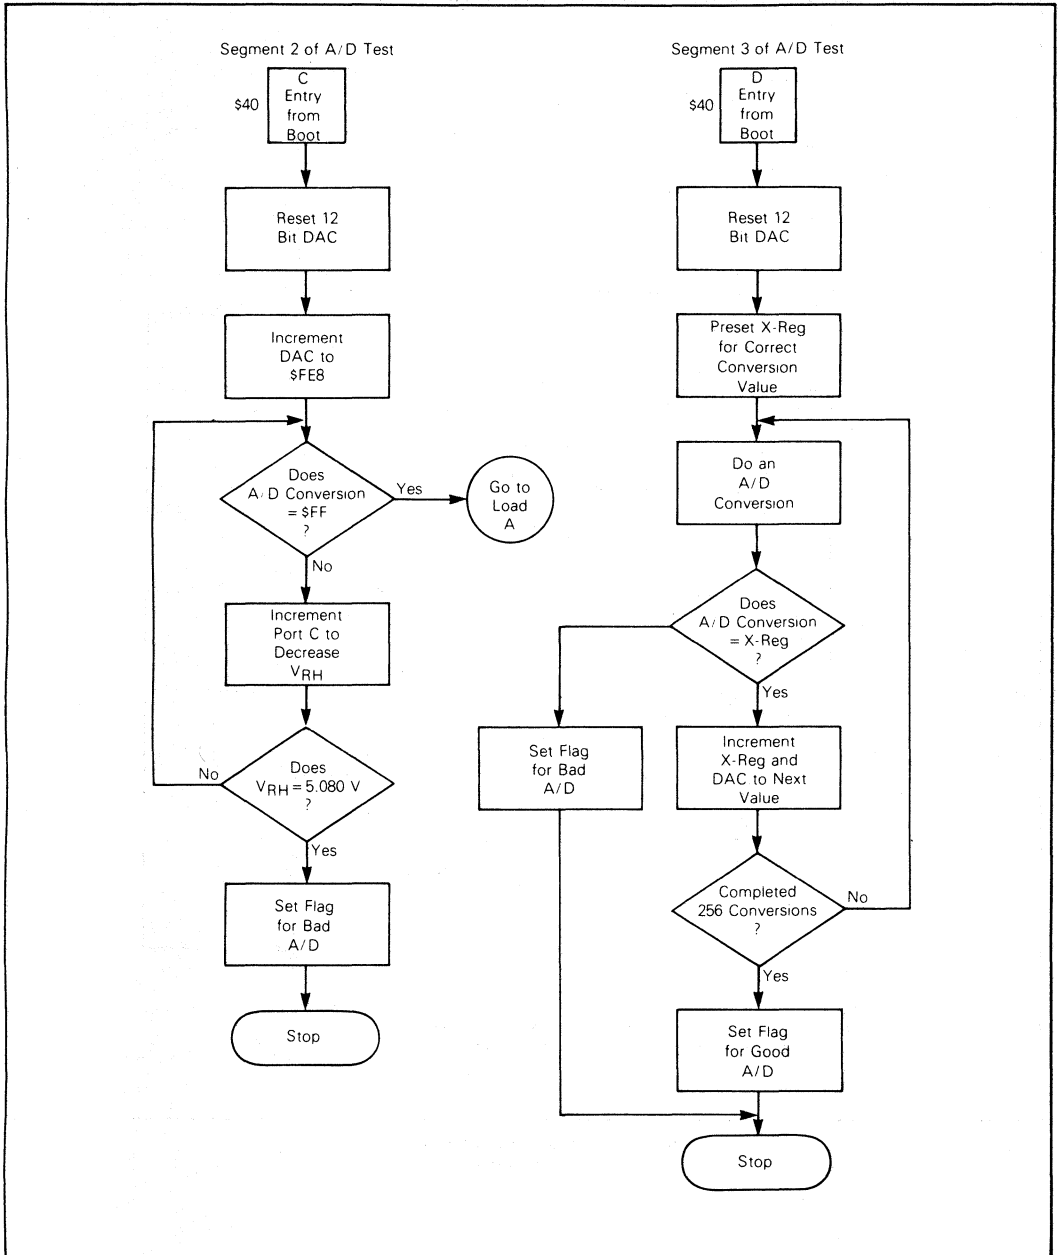 Segment 2 of A/D Test
$40
C
Entry
from
Boot
Reset 12
Bit DAC
Increment
DAC to
$FE8
Does
A/D Conversion
= $FF
?
Yes
Go to
Load
A
No
Increment
Port C to
Decrease
VRH
Does
VRH = 5.080 V
?
No
Yes
Set Flag
for Bad
A/D
Stop
Segment 3 of A/D Test
$40
D
Entry
from
Boot
Reset 12
Bit DAC
Preset X-Reg
for Correct
Conversion
Value
Do an
A/D
Conversion
Does
A/D Conversion
= X-Reg
?
Yes
Set Flag
for Bad
A/D
Increment
X-Reg and
DAC to Next
Value
Completed
256 Conversions
?
No
Yes
Set Flag
for Good
A/D
Stop